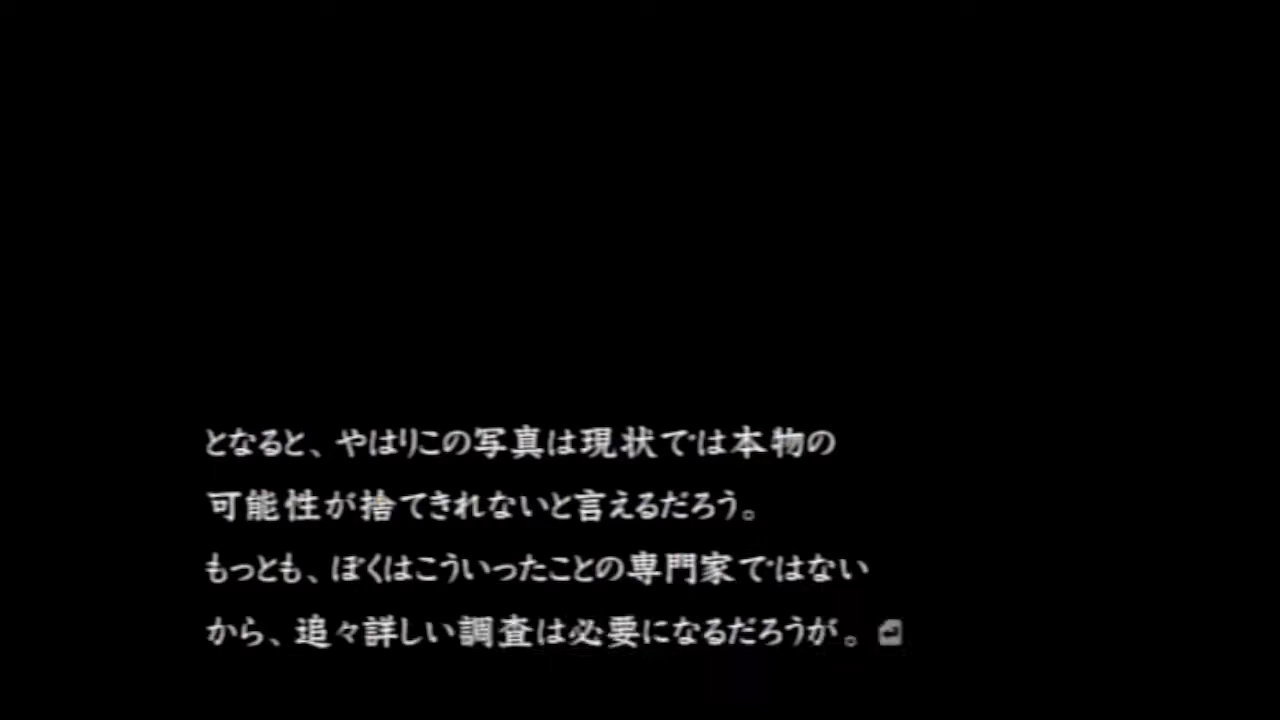 となると、やはりこの写真は現状では本物の
可能性が捨てきれないと言えるだろう。
もっとも、ぼくはこういったことの専門家ではない
から、追々詳しい調査は必要になるだろうが。